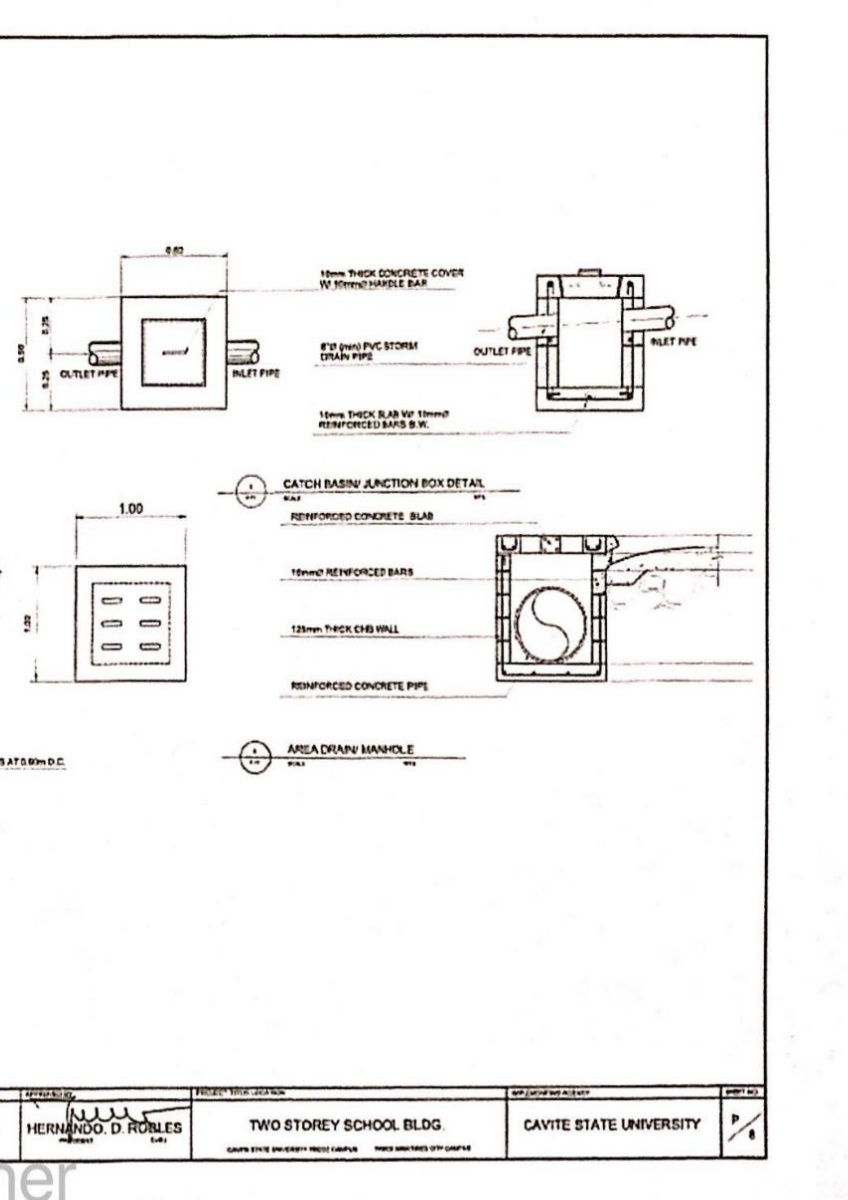 0.60
10mm THICK CONCRETE COVER
W/ 10mmØ HANDLE BAR
0.25
0.50
0.25
OUTLET PIPE
INLET PIPE
8"Ø (min) PVC STORM
DRAIN PIPE
OUTLET PIPE
INLET PIPE
10mm THICK SLAB W/ 10mmØ
REINFORCED BARS B.W.
CATCH BASIN/ JUNCTION BOX DETAIL
SCALE
NTS
1.00
REINFORCED CONCRETE SLAB
1.00
REINFORCED BARS
125mm THICK CHB WALL
REINFORCED CONCRETE PIPE
S AT 0.60m O.C.
AREA DRAIN/ MANHOLE
SCALE
NTS
APPROVED BY
PROJECT TITLE/ LOCATION
IMPLEMENTING AGENCY
SHEET NO.
HERNANDO. D. ROBLES
PRESIDENT
TWO STOREY SCHOOL BLDG.
CAVITE STATE UNIVERSITY
P/8
ner